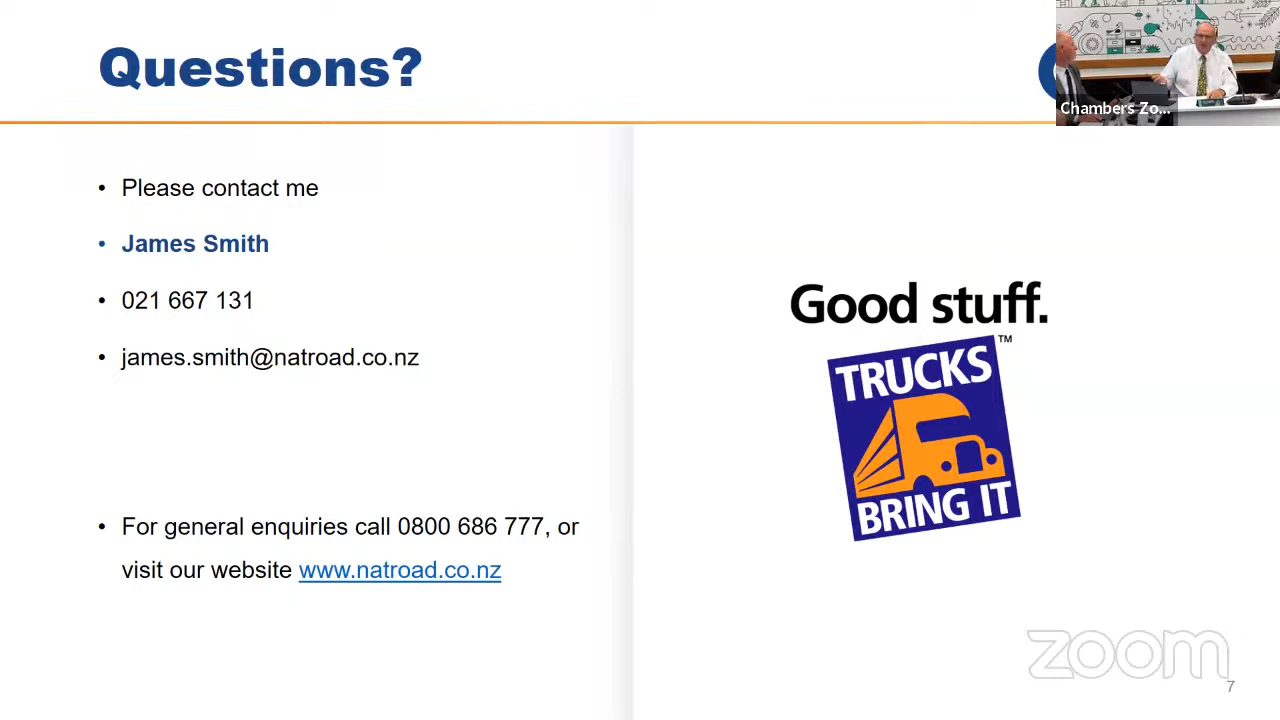 Questions?
Chambers Zo...
• Please contact me
• James Smith
• 021 667 131
• james.smith@natroad.co.nz
• For general enquiries call 0800 686 777, or
visit our website www.natroad.co.nz
Good stuff.
TRUCKS
™
BRING IT
zoom
7